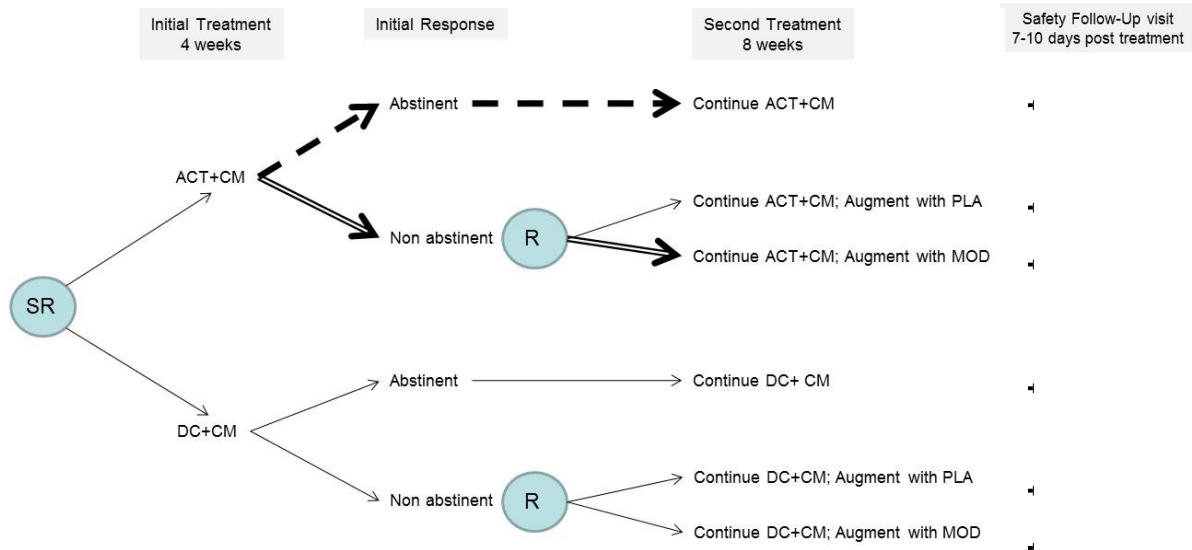 Initial Treatment
4 weeks
Initial Response
Second Treatment
8 weeks
Safety Follow-Up visit
7-10 days post treatment
Abstinent
Continue ACT+CM
ACT+CM
Continue ACT+CM; Augment with PLA
Non abstinent
R
Continue ACT+CM; Augment with MOD
SR
Abstinent
Continue DC+ CM
DC+CM
Continue DC+CM; Augment with PLA
Non abstinent
R
Continue DC+CM; Augment with MOD